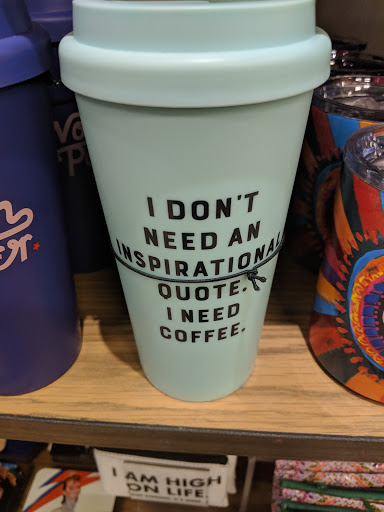 I DON'T
NEED AN
INSPIRATIONAL
QUOTE.
I NEED
COFFEE.
I AM HIGH
ON LIFE.